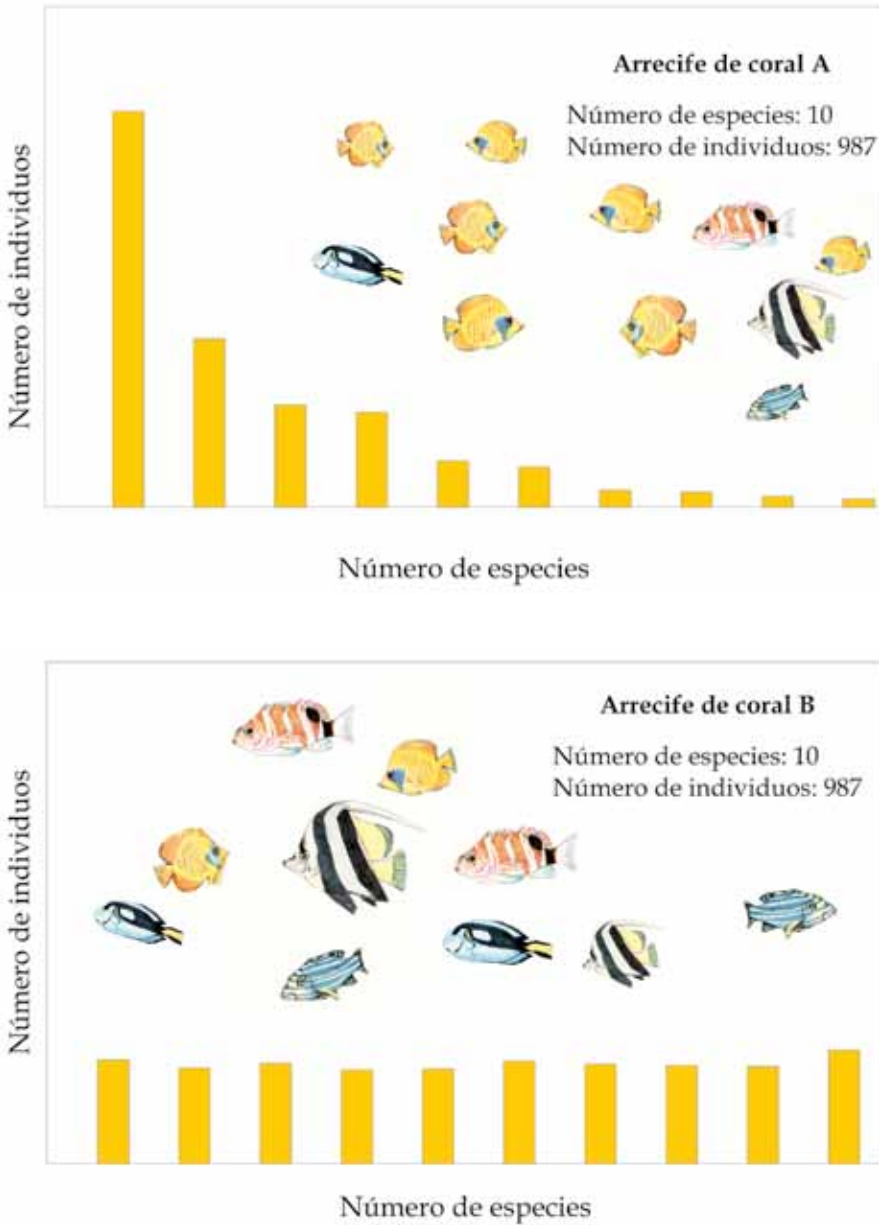 Arrecife de coral A
Número de especies: 10
Número de individuos: 987
Número de individuos
Número de especies
Arrecife de coral B
Número de especies: 10
Número de individuos: 987
Número de individuos
Número de especies